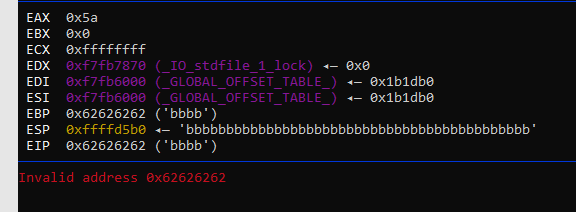 EAX 0x5a
EBX 0x0
ECX 0xffffffff
EDX 0xf7fb7870 (_IO_stdfile_1_lock) ◂— 0x0
EDI 0xf7fb6000 (_GLOBAL_OFFSET_TABLE_) ◂— 0x1b1db0
ESI 0xf7fb6000 (_GLOBAL_OFFSET_TABLE_) ◂— 0x1b1db0
EBP 0x62626262 ('bbbb')
ESP 0xffffd5b0 ◂— 'bbbbbbbbbbbbbbbbbbbbbbbbbbbbbbbbbbbbbbbbbbb'
EIP 0x62626262 ('bbbb')
Invalid address 0x62626262